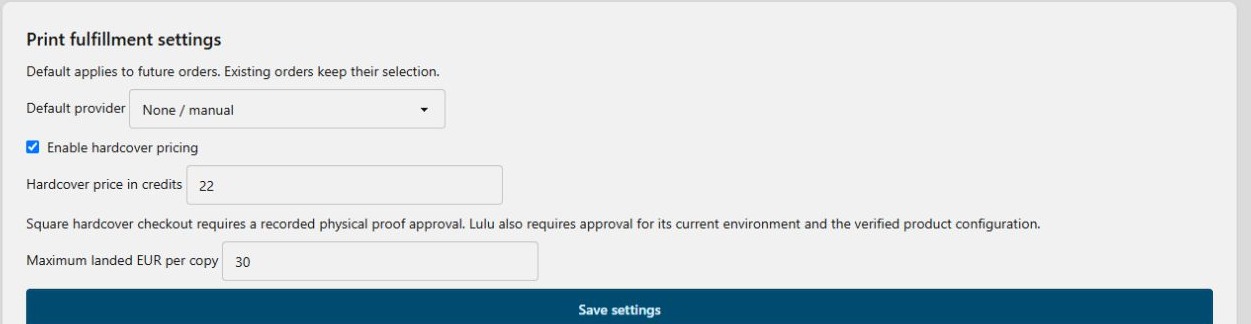 Print fulfillment settings
Default applies to future orders. Existing orders keep their selection.
Default provider None / manual
Enable hardcover pricing
Hardcover price in credits 22
Square hardcover checkout requires a recorded physical proof approval. Lulu also requires approval for its current environment and the verified product configuration.
Maximum landed EUR per copy 30
Save settings